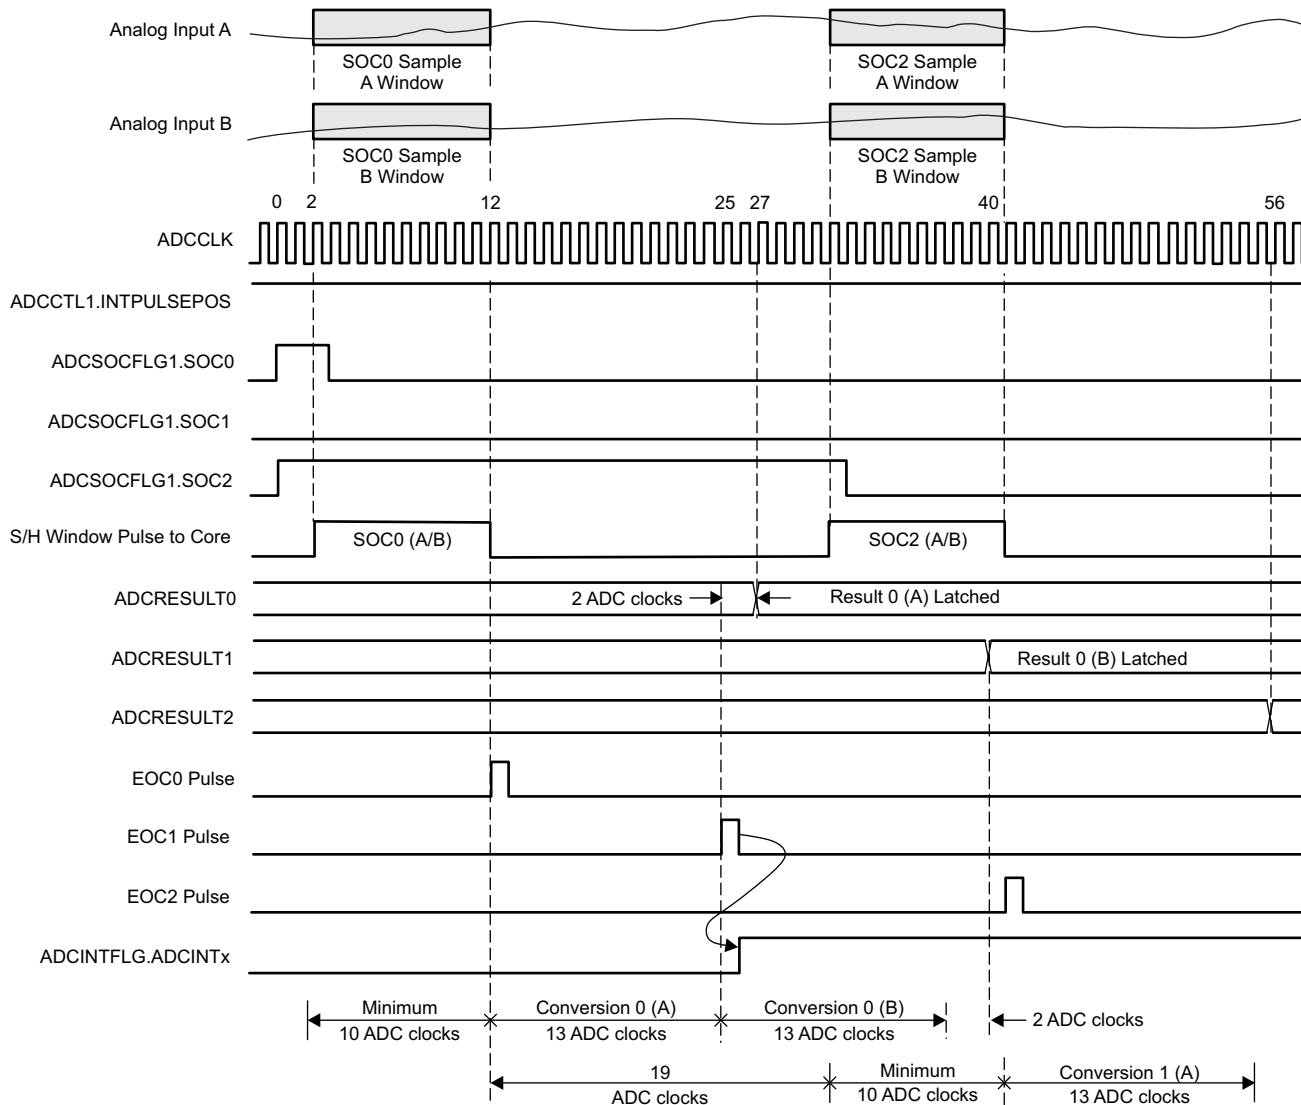 Analog Input A
SOC0 Sample
A Window
SOC2 Sample
A Window
Analog Input B
SOC0 Sample
B Window
SOC2 Sample
B Window
0 2 12 25 27 40 56
ADCCLK
ADCCTL1.INTPULSEPOS
ADCSOCFLG1.SOC0
ADCSOCFLG1.SOC1
ADCSOCFLG1.SOC2
S/H Window Pulse to Core
SOC0 (A/B)
SOC2 (A/B)
ADCRESULT0
2 ADC clocks
Result 0 (A) Latched
ADCRESULT1
Result 0 (B) Latched
ADCRESULT2
EOC0 Pulse
EOC1 Pulse
EOC2 Pulse
ADCINTFLG.ADCINTx
Minimum
10 ADC clocks
Conversion 0 (A)
13 ADC clocks
Conversion 0 (B)
13 ADC clocks
2 ADC clocks
19
ADC clocks
Minimum
10 ADC clocks
Conversion 1 (A)
13 ADC clocks